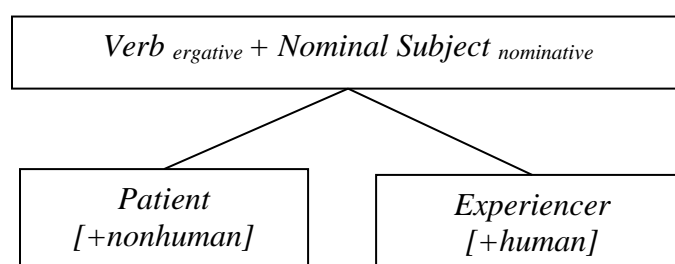 Verb ergative + Nominal Subject nominative
Patient
[+nonhuman]
Experiencer
[+human]